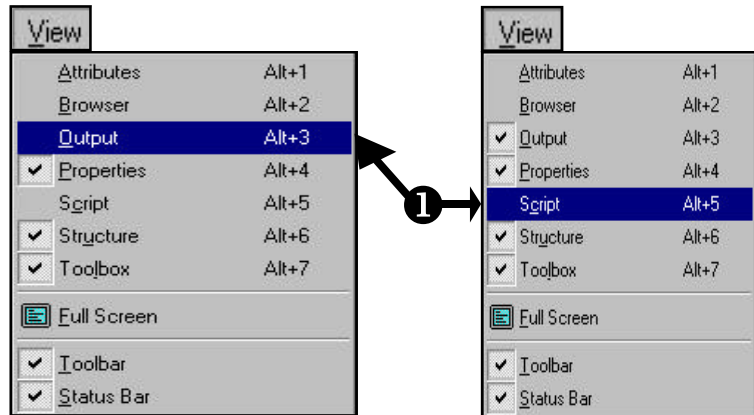 View
Attributes Alt+1
Browser Alt+2
Output Alt+3
Properties Alt+4
Script Alt+5
Structure Alt+6
Toolbox Alt+7
Full Screen
Toolbar
Status Bar
1
View
Attributes Alt+1
Browser Alt+2
Output Alt+3
Properties Alt+4
Script Alt+5
Structure Alt+6
Toolbox Alt+7
Full Screen
Toolbar
Status Bar